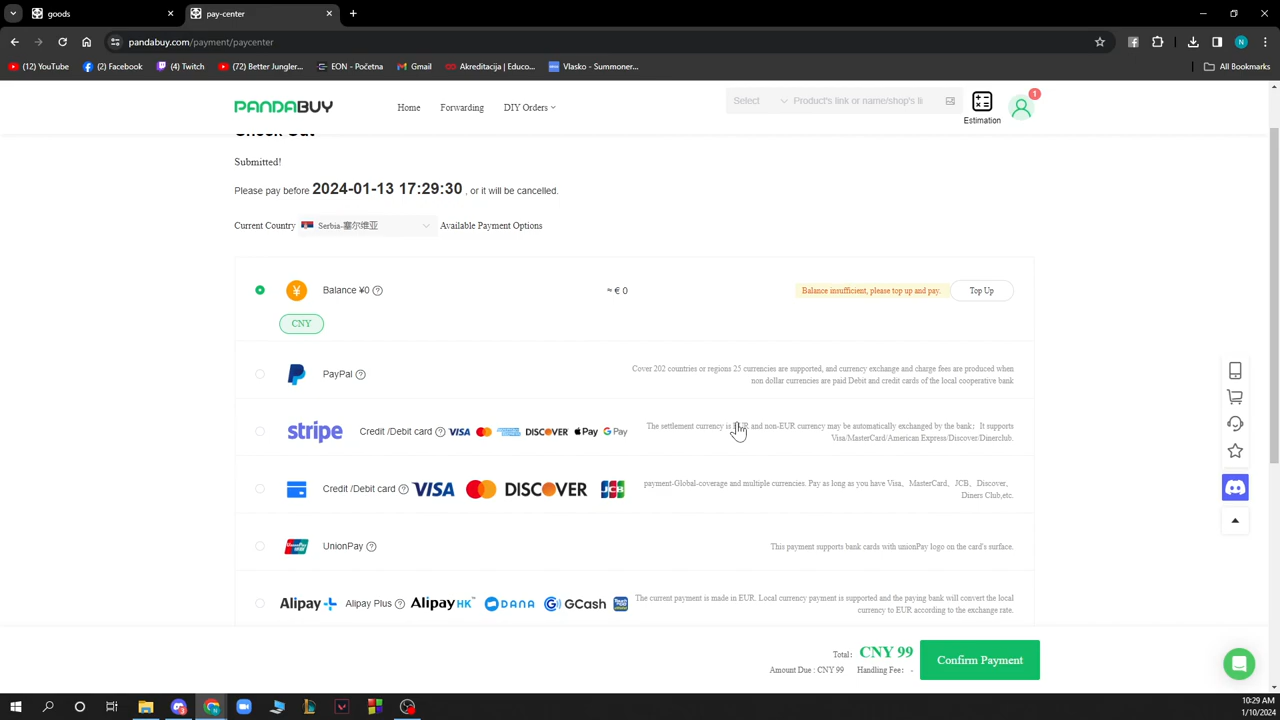 goods
pay-center
pandabuy.com/payment/paycenter
(12) YouTube
(2) Facebook
(4) Twitch
(72) Better Jungler...
EON - Početna
Gmail
Akreditacija | Educo...
Vlasko - Summoner...
All Bookmarks
PANDABUY
Home
Forwarding
DIY Orders
Select
Product's link or name/shop's li
Estimation
1
Check Out
Submitted!
Please pay before 2024-01-13 17:29:30 , or it will be cancelled.
Current Country Serbia-塞尔维亚 Available Payment Options
Balance ¥0
≈ € 0
Balance insufficient, please top up and pay.
Top Up
CNY
PayPal
Cover 202 countries or regions 25 currencies are supported, and currency exchange and charge fees are produced when
non dollar currencies are paid Debit and credit cards of the local cooperative bank
stripe Credit /Debit card VISA DISCOVER Pay G Pay
The settlement currency is EUR and non-EUR currency may be automatically exchanged by the bank；It supports
Visa/MasterCard/American Express/Discover/Dinerclub.
Credit /Debit card VISA DISCOVER JCB
payment-Global-coverage and multiple currencies. Pay as long as you have Visa、MasterCard、JCB、Discover、
Diners Club,etc.
UnionPay
This payment supports bank cards with unionPay logo on the card's surface.
Alipay+ Alipay Plus AlipayHK DANA GCash
The current payment is made in EUR. Local currency payment is supported and the paying bank will convert the local
currency to EUR according to the exchange rate.
Total： CNY 99
Amount Due : CNY 99 Handling Fee： -
Confirm Payment
10:29 AM
1/10/2024